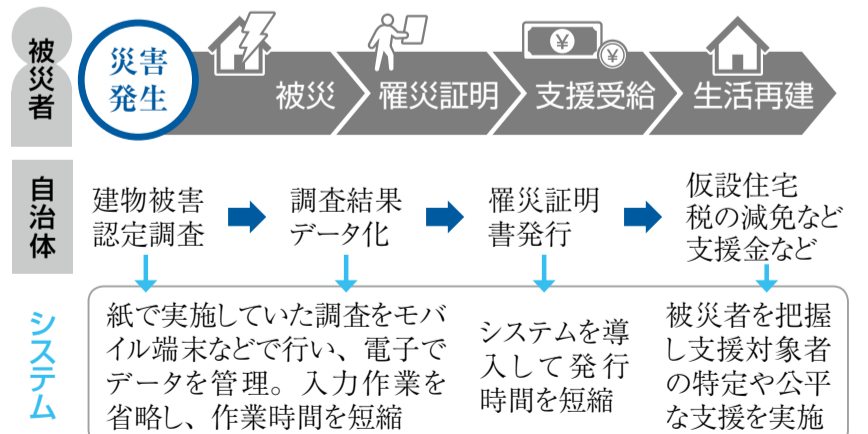 被災者
災害
発生
被災
罹災証明
¥
¥
支援受給
生活再建
自治体
建物被害
認定調査
調査結果
データ化
罹災証明
書発行
仮設住宅
税の減免など
支援金など
システム
紙で実施していた調査をモバ
イル端末などで行い、電子で
データを管理。入力作業を
省略し、作業時間を短縮
システムを導
入して発行
時間を短縮
被災者を把握
し支援対象者
の特定や公平
な支援を実施